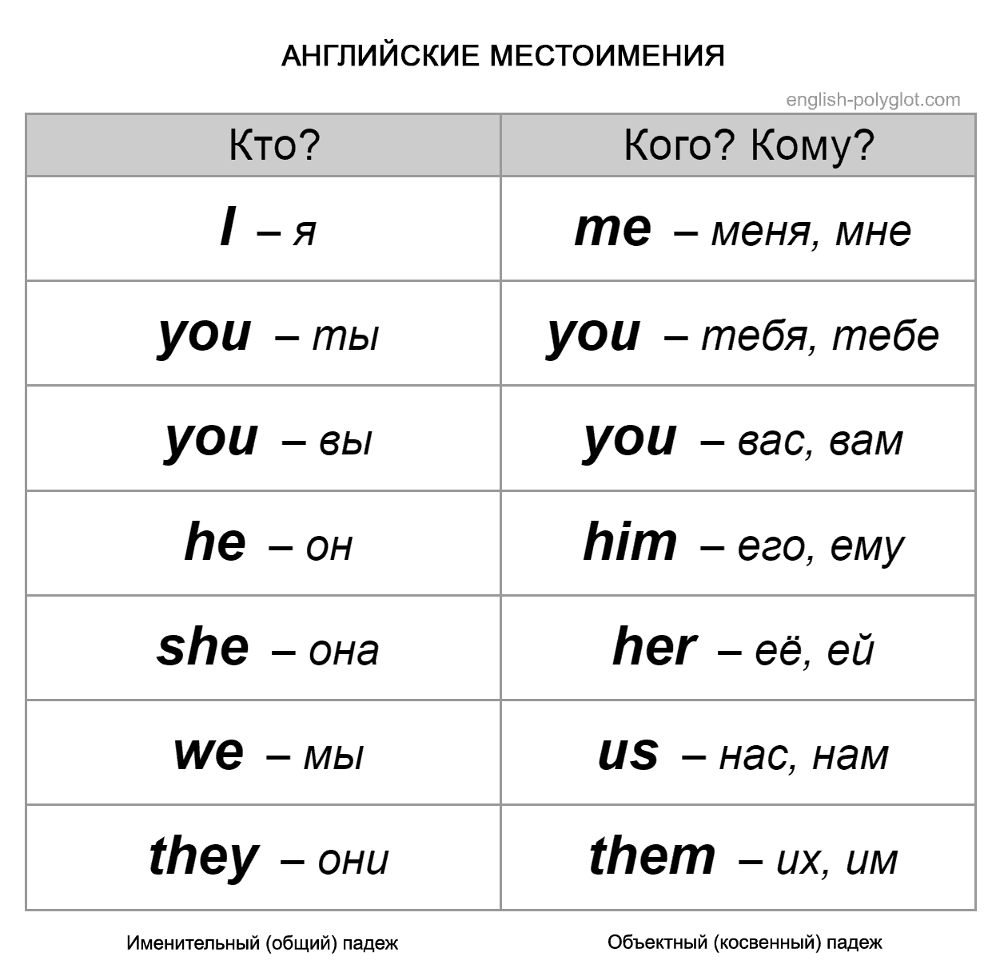 АНГЛИЙСКИЕ МЕСТОИМЕНИЯ
english-polyglot.com
Кто? Кого? Кому?
I – я me – меня, мне
you – ты you – тебя, тебе
you – вы you – вас, вам
he – он him – его, ему
she – она her – её, ей
we – мы us – нас, нам
they – они them – их, им
Именительный (общий) падеж Объектный (косвенный) падеж